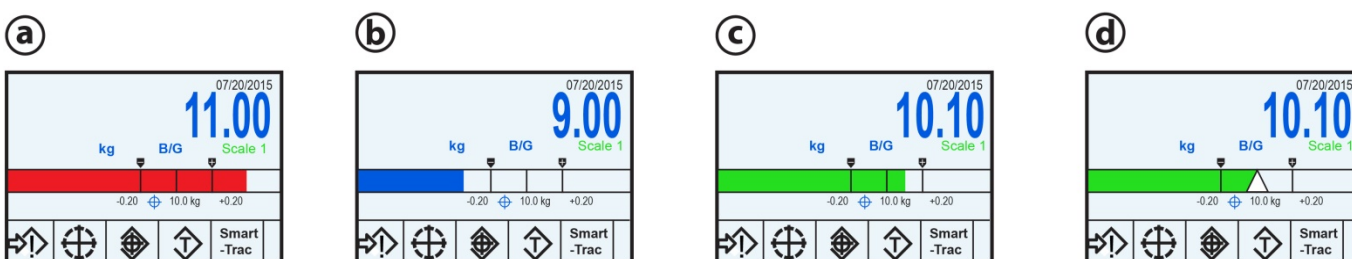 a
07/20/2015
11.00
kg B/G Scale 1
-0.20 10.0 kg +0.20
! T Smart
-Trac
b
07/20/2015
9.00
kg B/G Scale 1
-0.20 10.0 kg +0.20
! T Smart
-Trac
c
07/20/2015
10.10
kg B/G Scale 1
-0.20 10.0 kg +0.20
! T Smart
-Trac
d
07/20/2015
10.10
kg B/G Scale 1
-0.20 10.0 kg +0.20
! T Smart
-Trac